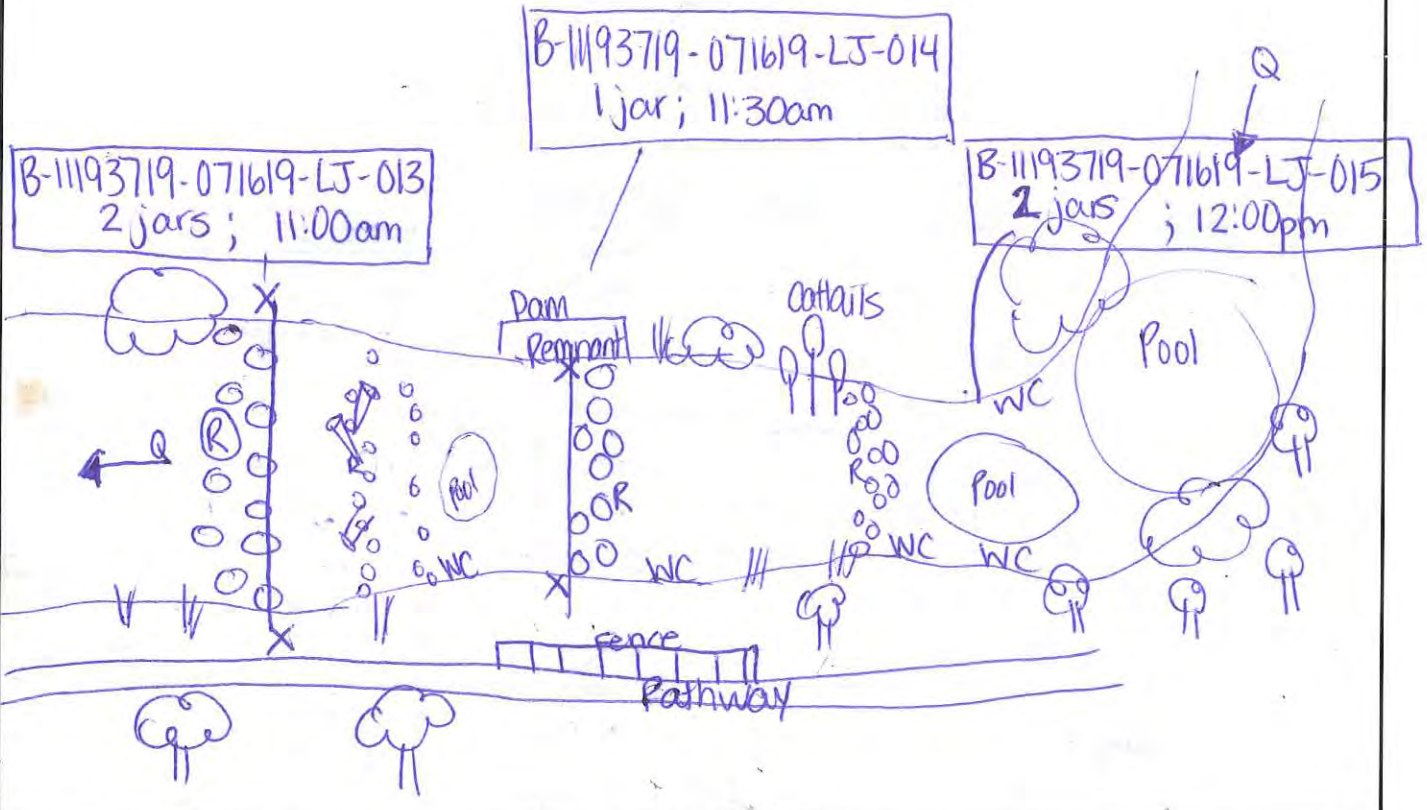 B-11193719-071619-LJ-014
1 jar; 11:30am
Q
B-11193719-071619-LJ-013
2 jars; 11:00am
B-11193719-071619-LJ-015
2 jars ; 12:00pm
X
Dam
Remnant
X
Cattails
Pool
WC
R
Q
Pool
R
R
Pool
WC
X
WC
WC
WC
X
Fence
Pathway